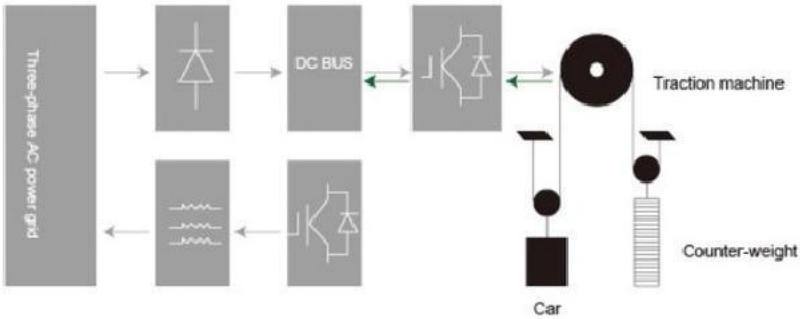 Three-phase AC power grid
DC BUS
Traction machine
Counter-weight
Car